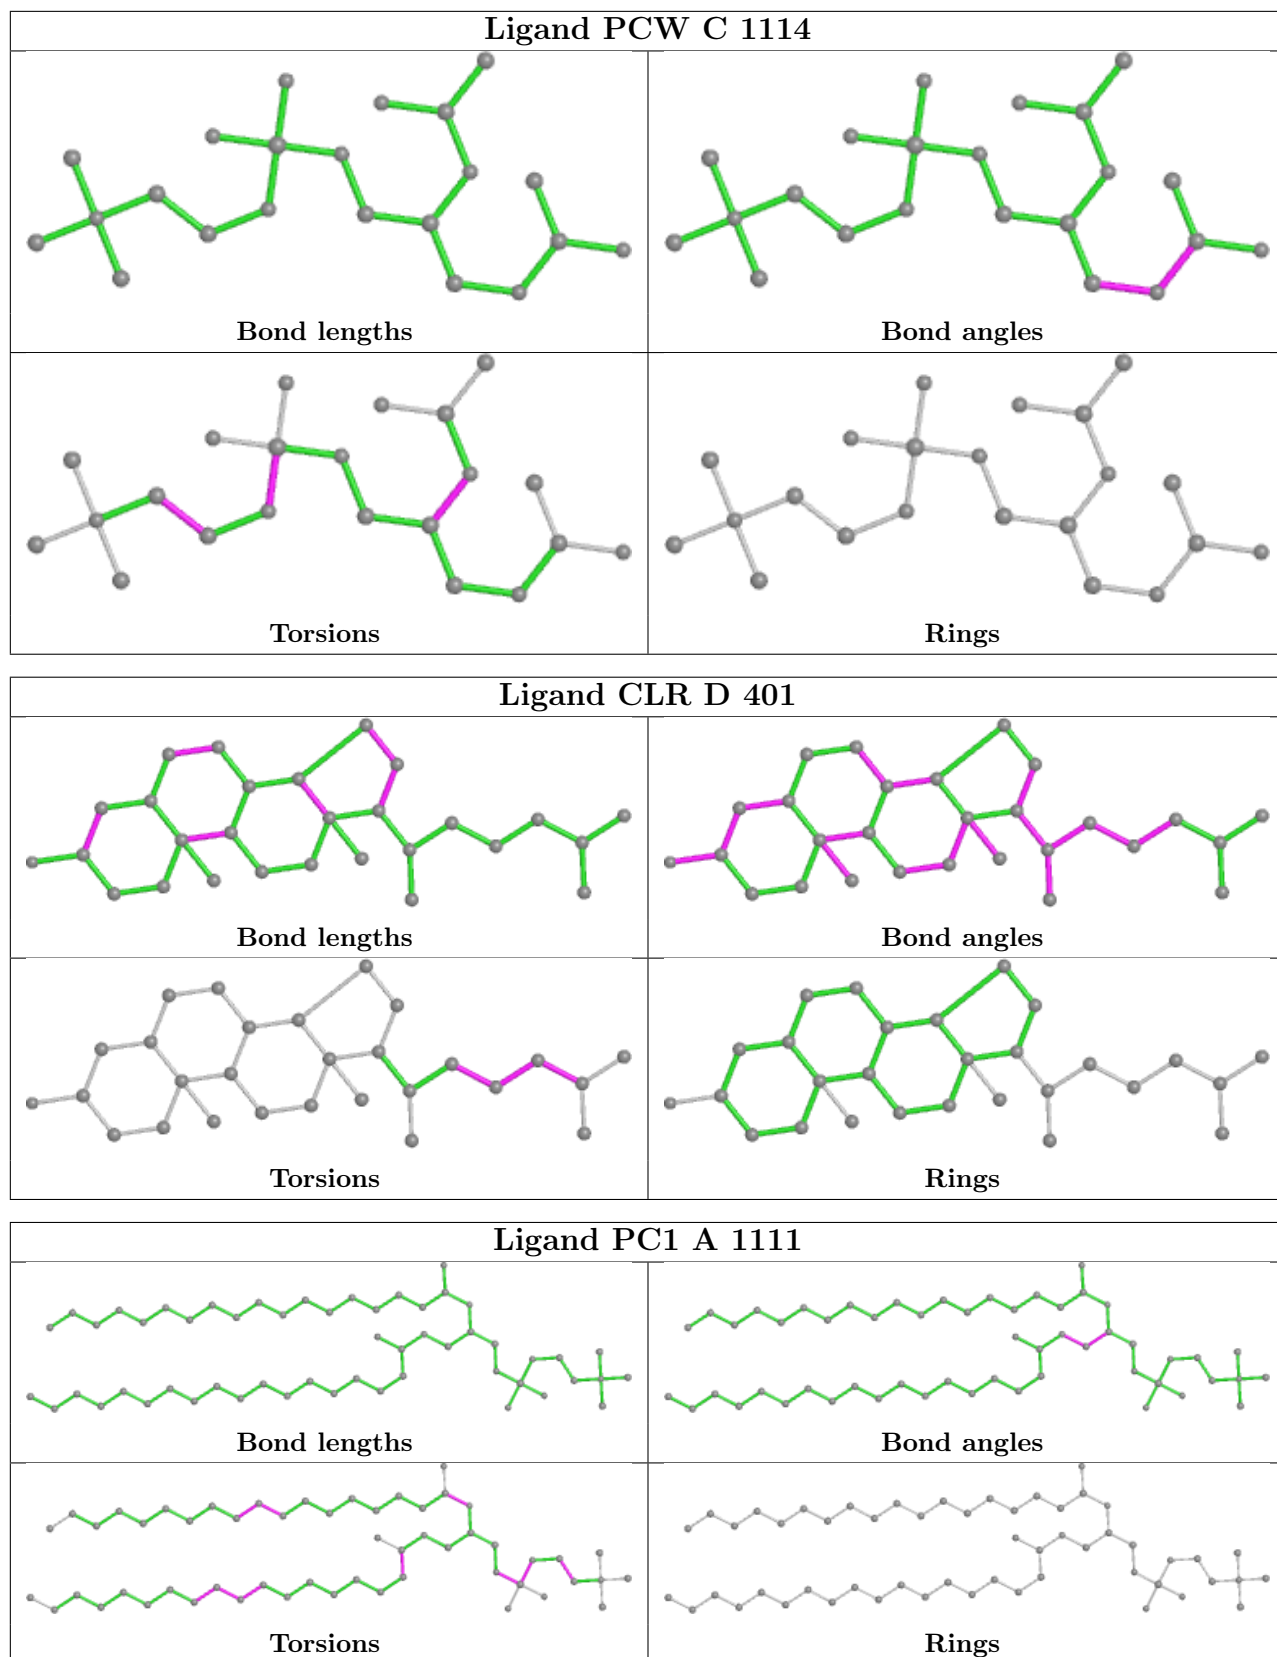 Ligand PCW C 1114
Bond lengths
Bond angles
Torsions
Rings
Ligand CLR D 401
Bond lengths
Bond angles
Torsions
Rings
Ligand PC1 A 1111
Bond lengths
Bond angles
Torsions
Rings